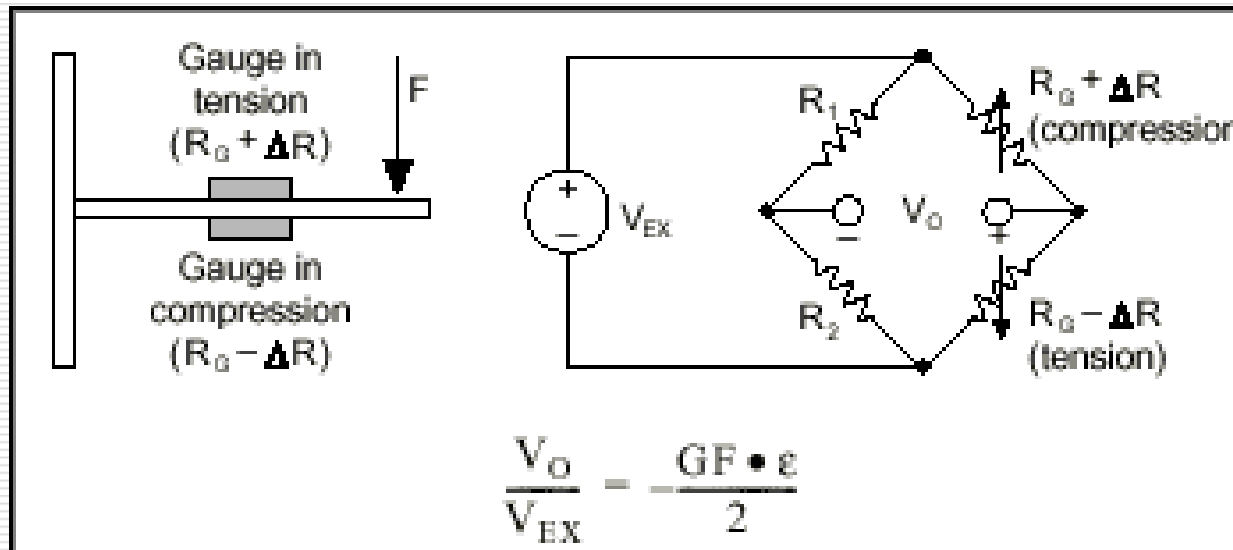 Gauge in
tension
(R_G + ΔR)
F
Gauge in
compression
(R_G − ΔR)
+
−
V_EX
R_1
R_2
−
V_O
+
R_G + ΔR
(compression
R_G − ΔR
(tension)
V_O / V_EX = − GF • ε / 2